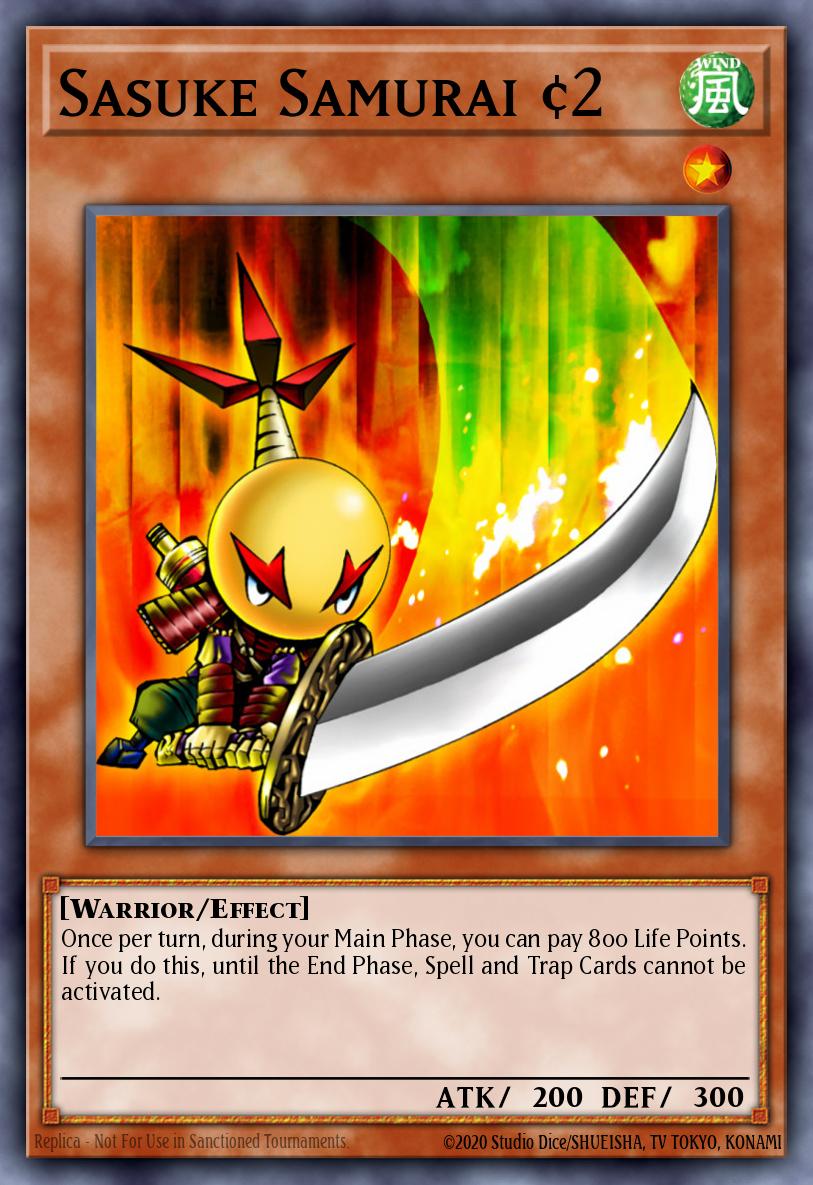 Sasuke Samurai ¢2
WIND
風
[Warrior/Effect]
Once per turn, during your Main Phase, you can pay 800 Life Points.
If you do this, until the End Phase, Spell and Trap Cards cannot be
activated.
ATK/ 200 DEF/ 300
Replica - Not For Use in Sanctioned Tournaments.
©2020 Studio Dice/SHUEISHA, TV TOKYO, KONAMI